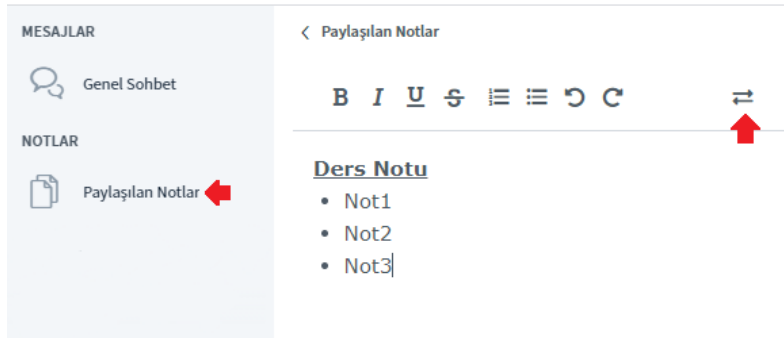 MESAJLAR
Genel Sohbet
NOTLAR
Paylaşılan Notlar
Paylaşılan Notlar
B I U S
Ders Notu
• Not1
• Not2
• Not3